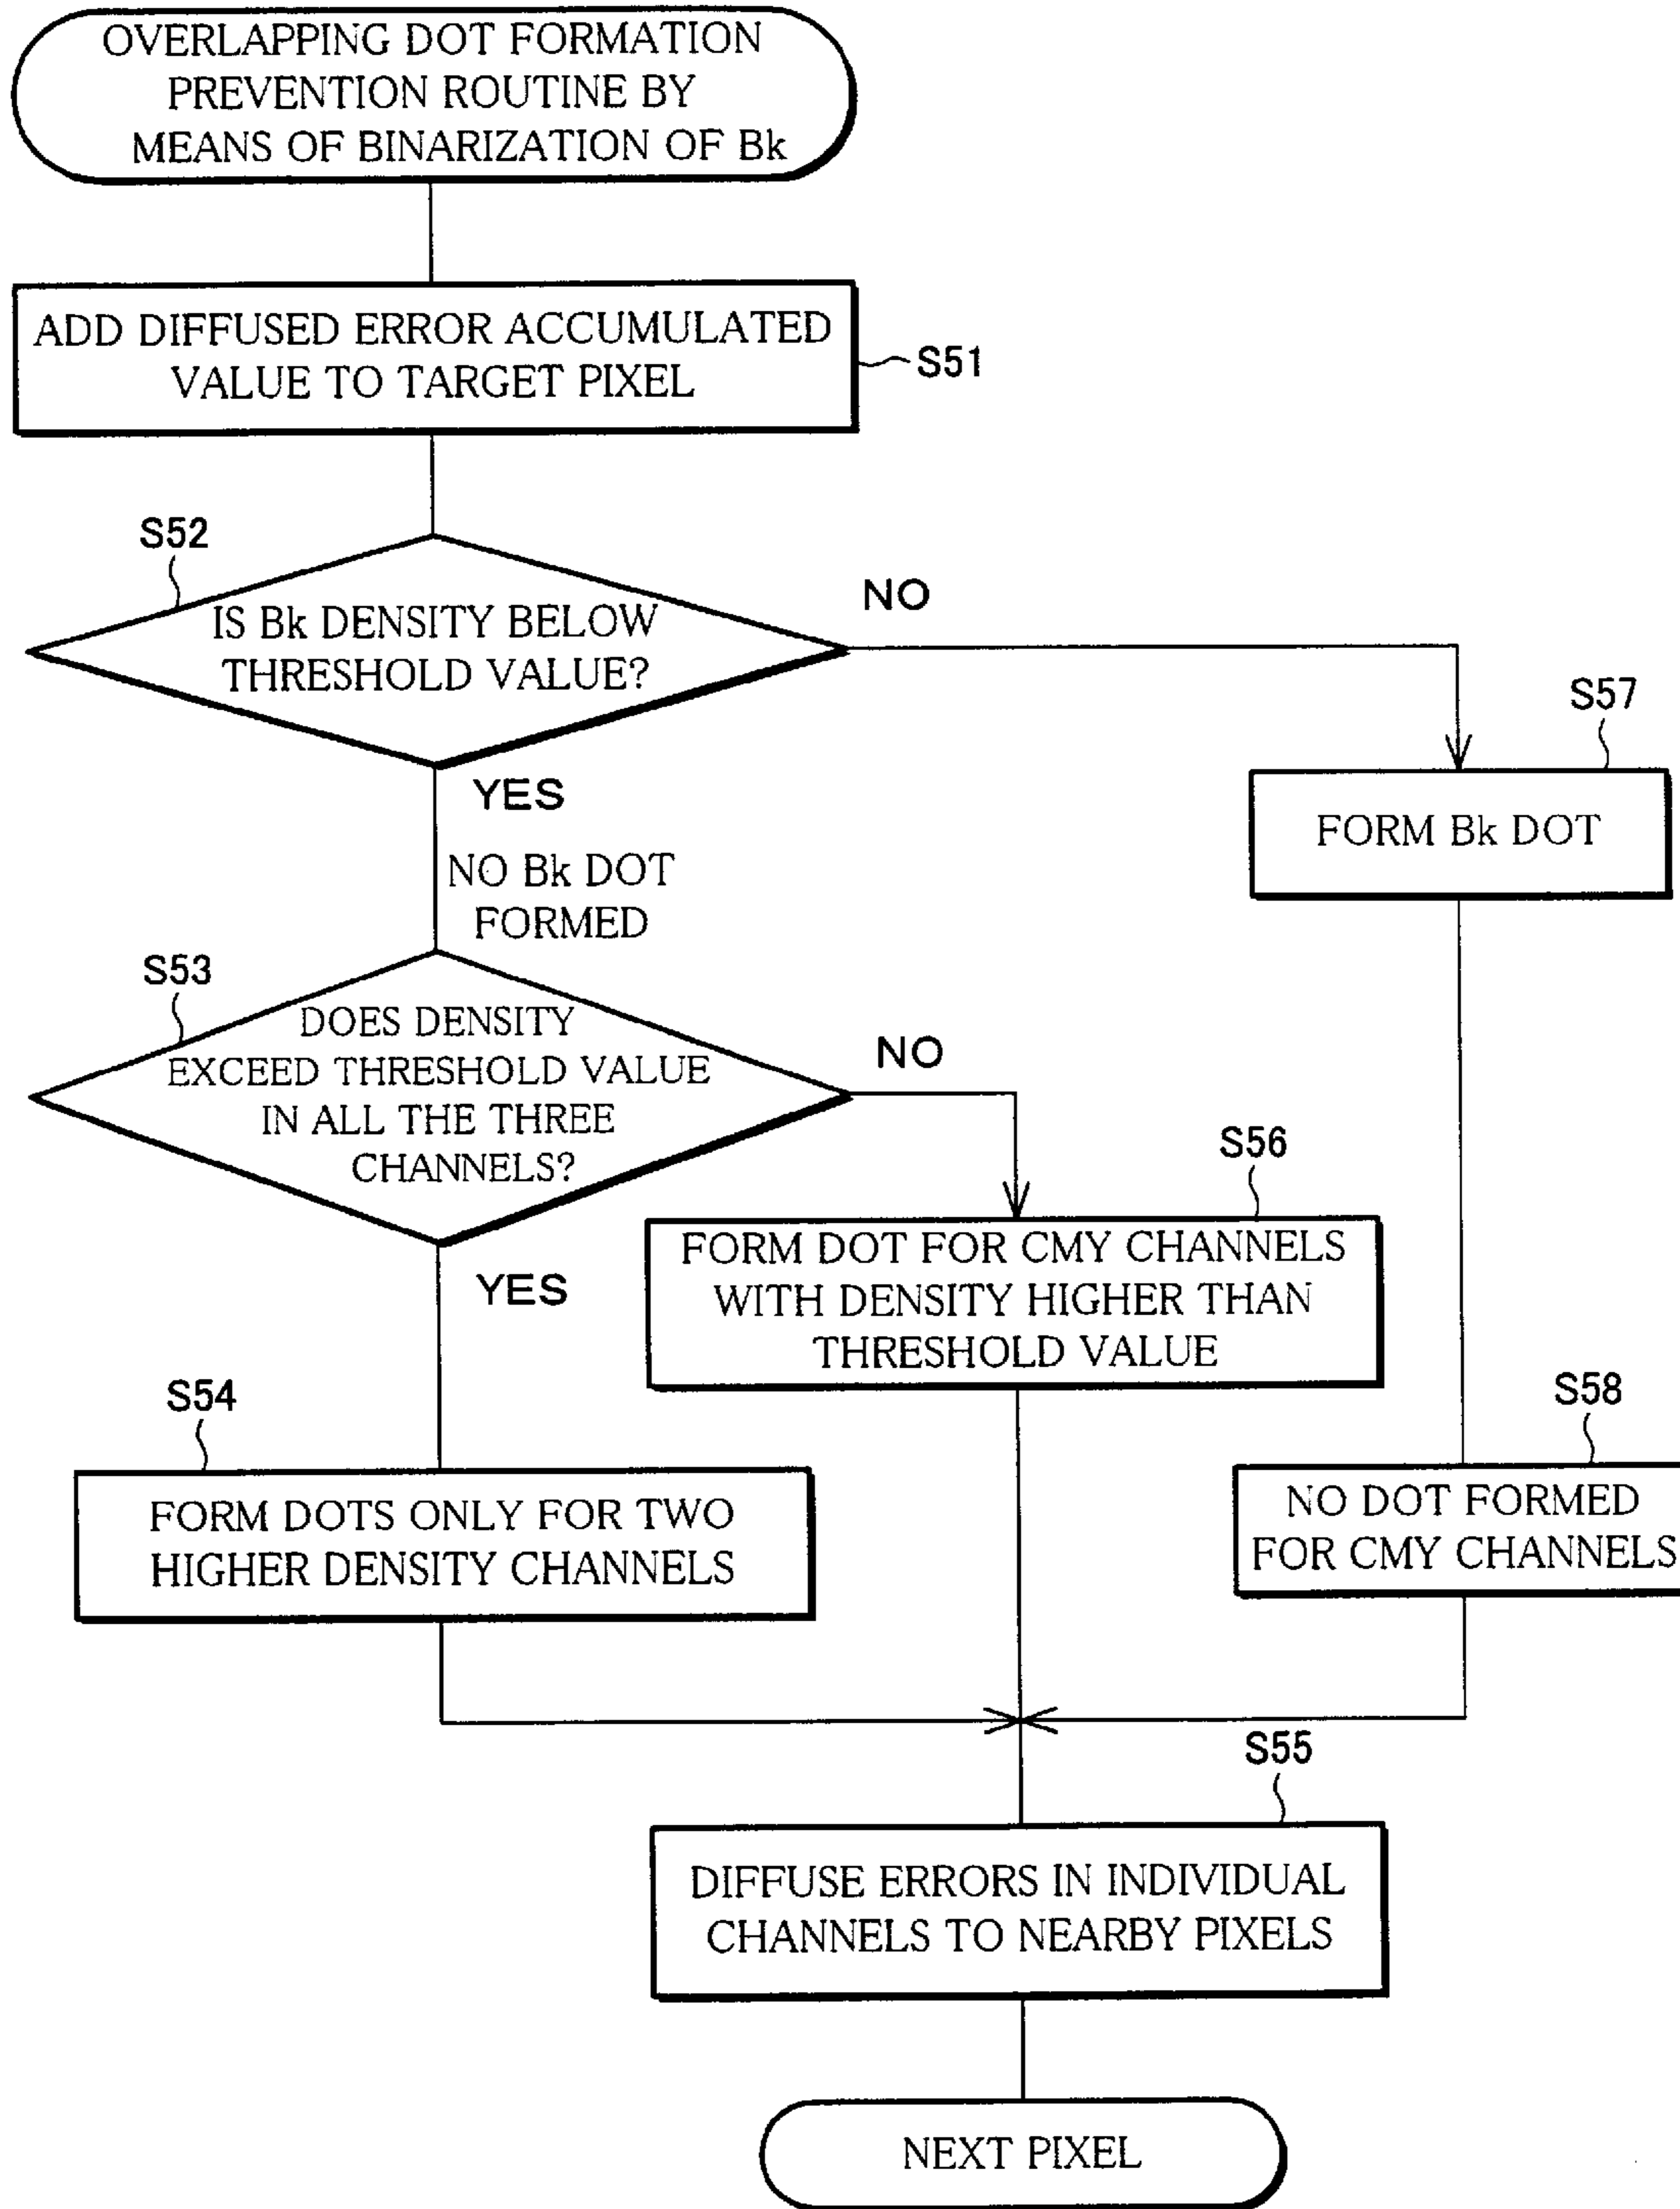 OVERLAPPING DOT FORMATION
PREVENTION ROUTINE BY
MEANS OF BINARIZATION OF Bk
ADD DIFFUSED ERROR ACCUMULATED
VALUE TO TARGET PIXEL
S51
S52
IS Bk DENSITY BELOW
THRESHOLD VALUE?
NO
YES
S57
FORM Bk DOT
NO Bk DOT
FORMED
S53
DOES DENSITY
EXCEED THRESHOLD VALUE
IN ALL THE THREE
CHANNELS?
NO
YES
S56
FORM DOT FOR CMY CHANNELS
WITH DENSITY HIGHER THAN
THRESHOLD VALUE
S54
FORM DOTS ONLY FOR TWO
HIGHER DENSITY CHANNELS
S58
NO DOT FORMED
FOR CMY CHANNELS
S55
DIFFUSE ERRORS IN INDIVIDUAL
CHANNELS TO NEARBY PIXELS
NEXT PIXEL